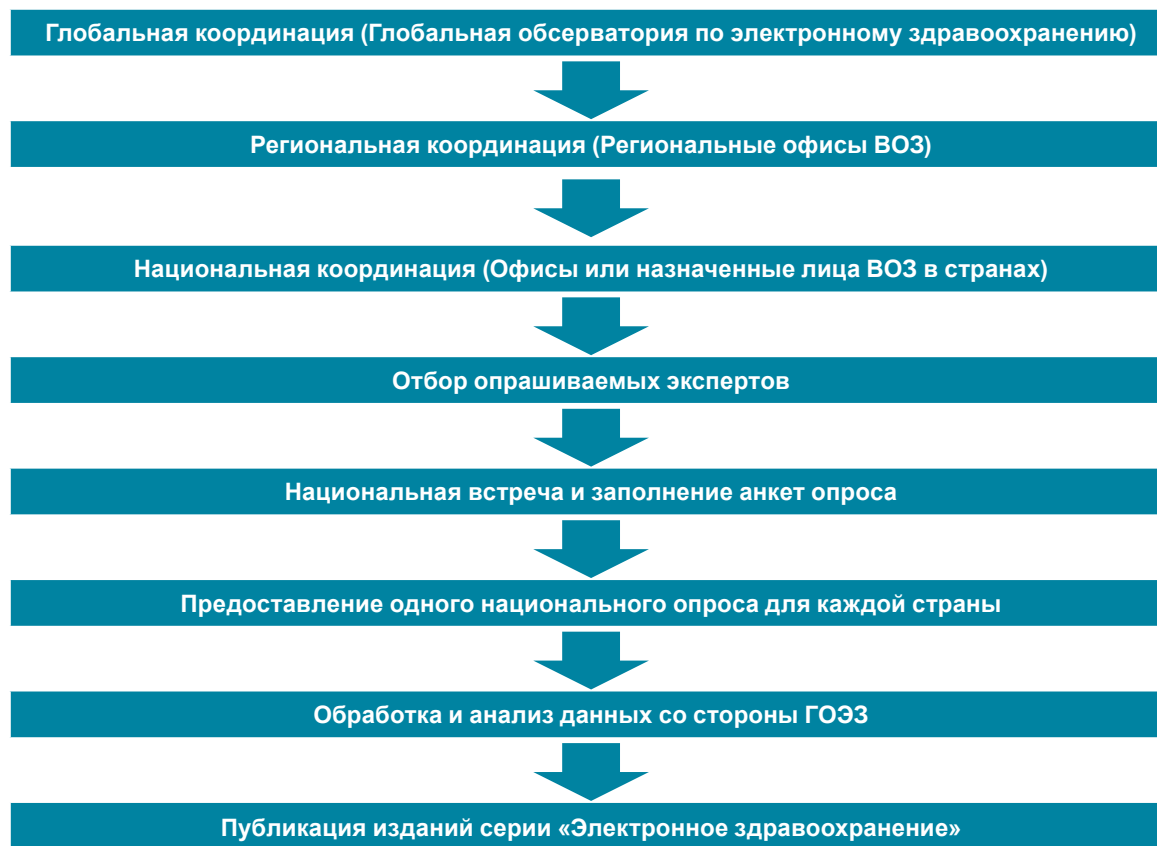 Глобальная координация (Глобальная обсерватория по электронному здравоохранению)
Региональная координация (Региональные офисы ВОЗ)
Национальная координация (Офисы или назначенные лица ВОЗ в странах)
Отбор опрашиваемых экспертов
Национальная встреча и заполнение анкет опроса
Предоставление одного национального опроса для каждой страны
Обработка и анализ данных со стороны ГОЭЗ
Публикация изданий серии «Электронное здравоохранение»